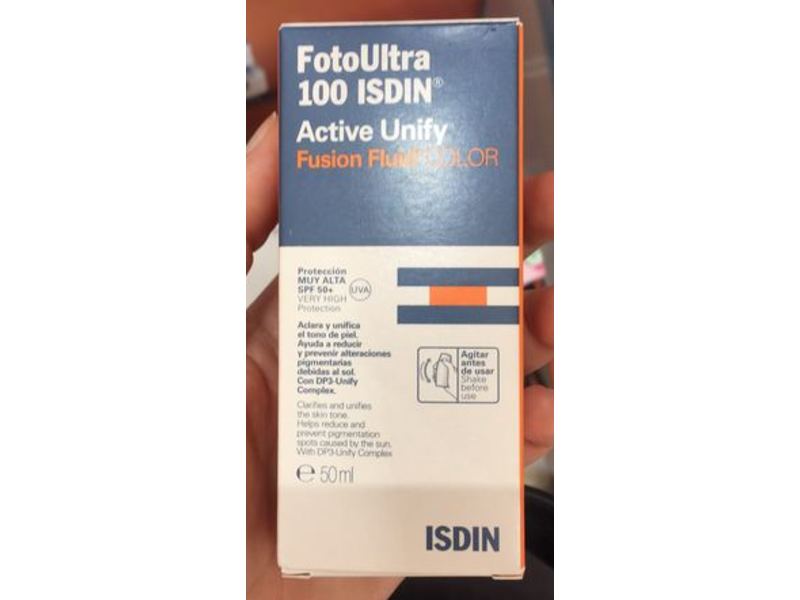 FotoUltra
100 ISDIN®
Active Unify
Fusion Fluid COLOR
Protección
MUY ALTA
SPF 50+
VERY HIGH
Protection
UVA
Aclara y unifica
el tono de piel.
Ayuda a reducir
y prevenir alteraciones
pigmentarias
debidas al sol.
Con DP3-Unify
Complex.
Agitar
antes
de usar
Shake
before
use
Clarifies and unifies
the skin tone.
Helps reduce and
prevent pigmentation
spots caused by the sun.
With DP3-Unify Complex
℮ 50ml
ISDIN